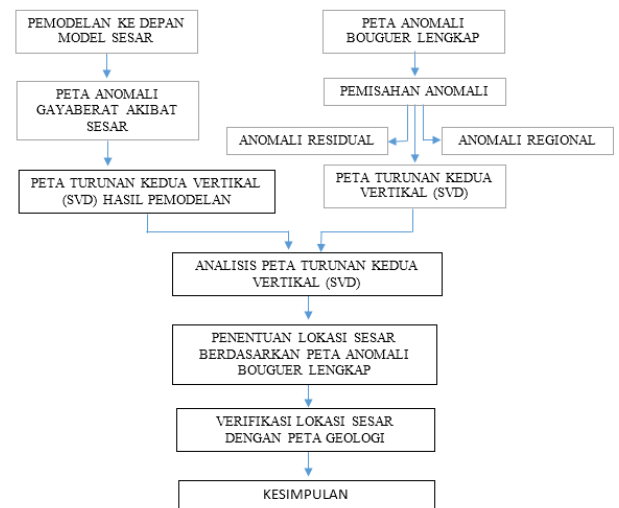 PEMODELAN KE DEPAN
MODEL SESAR
PETA ANOMALI
BOUGUER LENGKAP
PETA ANOMALI
GAYABERAT AKIBAT
SESAR
PEMISAHAN ANOMALI
ANOMALI RESIDUAL
ANOMALI REGIONAL
PETA TURUNAN KEDUA VERTIKAL
(SVD) HASIL PEMODELAN
PETA TURUNAN KEDUA
VERTIKAL (SVD)
ANALISIS PETA TURUNAN KEDUA
VERTIKAL (SVD)
PENENTUAN LOKASI SESAR
BERDASARKAN PETA ANOMALI
BOUGUER LENGKAP
VERIFIKASI LOKASI SESAR
DENGAN PETA GEOLOGI
KESIMPULAN